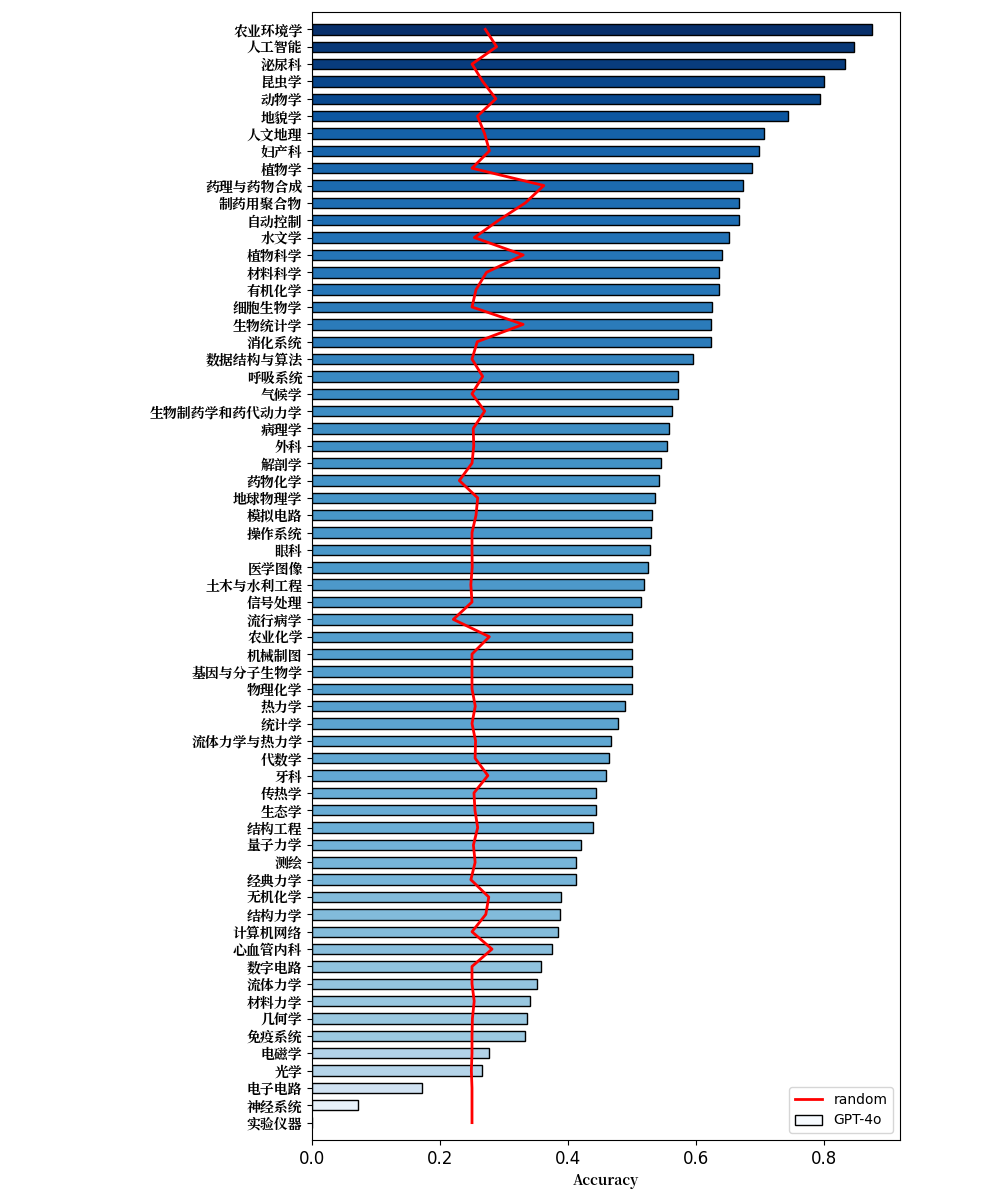 农业环境学
人工智能
泌尿科
昆虫学
动物学
地貌学
人文地理
妇产科
植物学
药理与药物合成
制药用聚合物
自动控制
水文学
植物科学
材料科学
有机化学
细胞生物学
生物统计学
消化系统
数据结构与算法
呼吸系统
气候学
生物制药学和药代动力学
病理学
外科
解剖学
药物化学
地球物理学
模拟电路
操作系统
眼科
医学图像
土木与水利工程
信号处理
流行病学
农业化学
机械制图
基因与分子生物学
物理化学
热力学
统计学
流体力学与热力学
代数学
牙科
传热学
生态学
结构工程
量子力学
测绘
经典力学
无机化学
结构力学
计算机网络
心血管内科
数字电路
流体力学
材料力学
几何学
免疫系统
电磁学
光学
电子电路
神经系统
实验仪器
random
GPT-4o
0.0 0.2 0.4 0.6 0.8
Accuracy